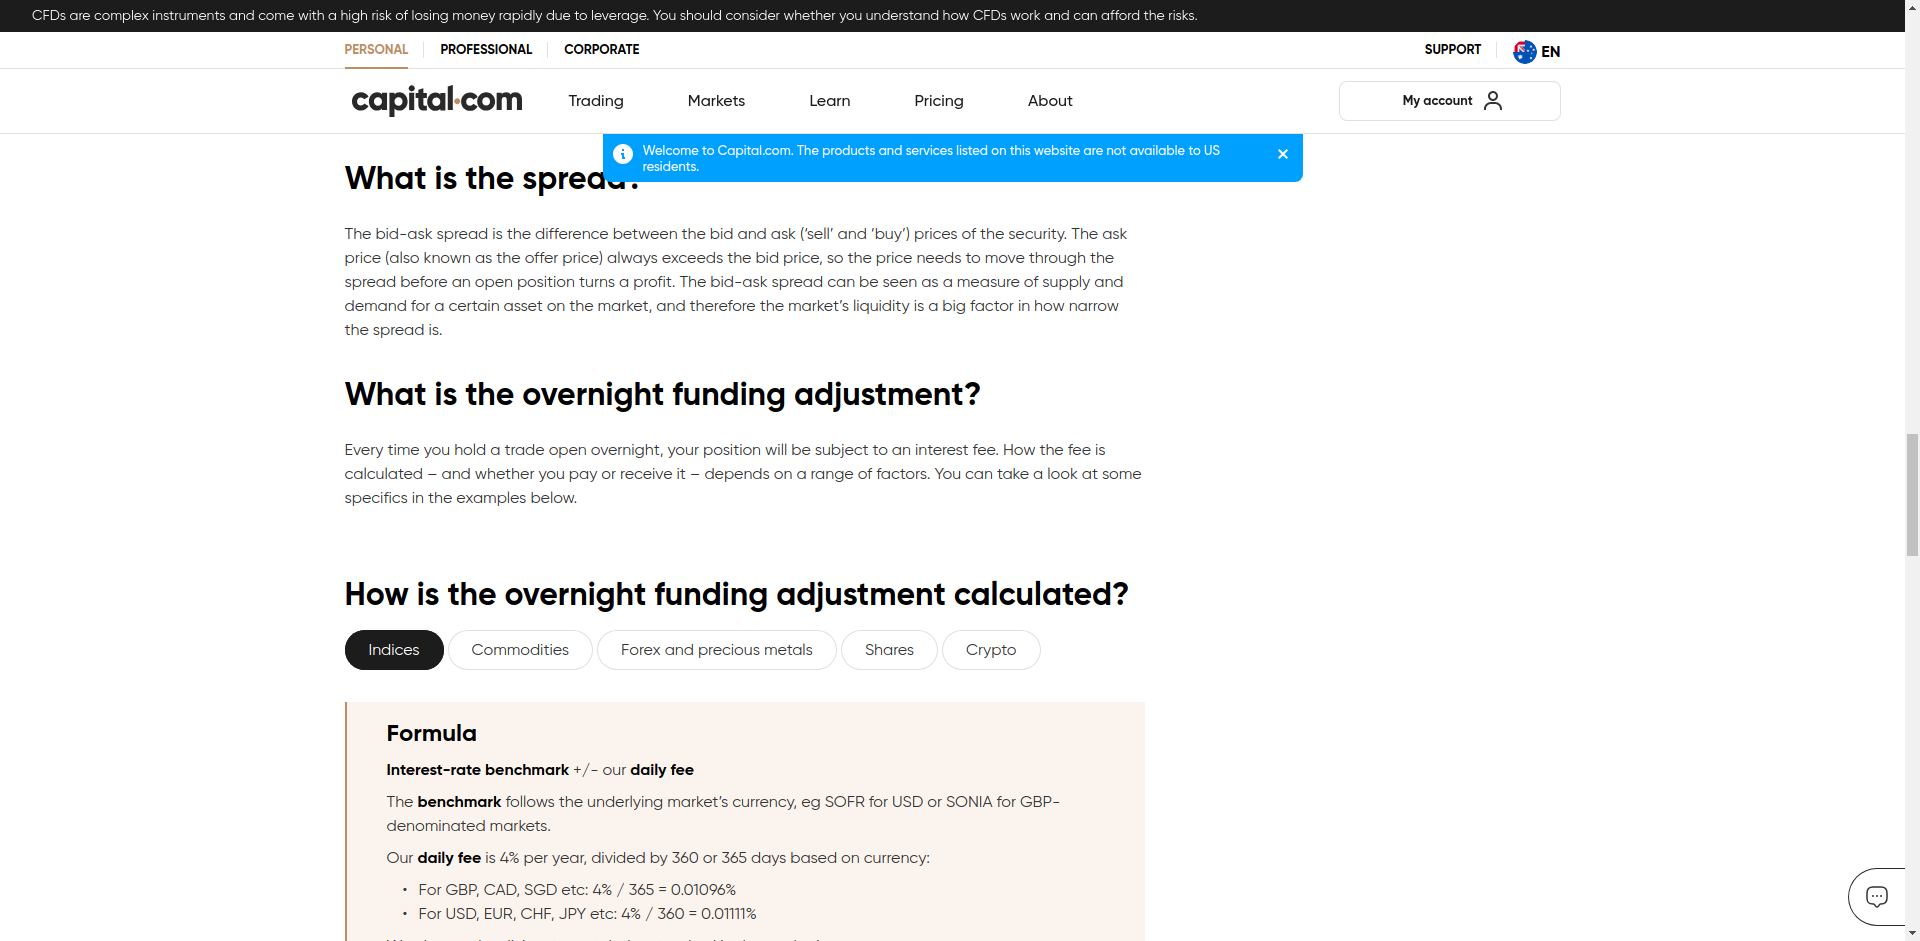 CFDs are complex instruments and come with a high risk of losing money rapidly due to leverage. You should consider whether you understand how CFDs work and can afford the risks.
PERSONAL
PROFESSIONAL
CORPORATE
SUPPORT
EN
capital.com
Trading
Markets
Learn
Pricing
About
My account
Welcome to Capital.com. The products and services listed on this website are not available to US
residents.
What is the spread?
The bid-ask spread is the difference between the bid and ask (‘sell’ and ‘buy’) prices of the security. The ask
price (also known as the offer price) always exceeds the bid price, so the price needs to move through the
spread before an open position turns a profit. The bid-ask spread can be seen as a measure of supply and
demand for a certain asset on the market, and therefore the market’s liquidity is a big factor in how narrow
the spread is.
What is the overnight funding adjustment?
Every time you hold a trade open overnight, your position will be subject to an interest fee. How the fee is
calculated – and whether you pay or receive it – depends on a range of factors. You can take a look at some
specifics in the examples below.
How is the overnight funding adjustment calculated?
Indices
Commodities
Forex and precious metals
Shares
Crypto
Formula
Interest-rate benchmark +/- our daily fee
The benchmark follows the underlying market’s currency, eg SOFR for USD or SONIA for GBP-
denominated markets.
Our daily fee is 4% per year, divided by 360 or 365 days based on currency:
• For GBP, CAD, SGD etc: 4% / 365 = 0.01096%
• For USD, EUR, CHF, JPY etc: 4% / 360 = 0.01111%